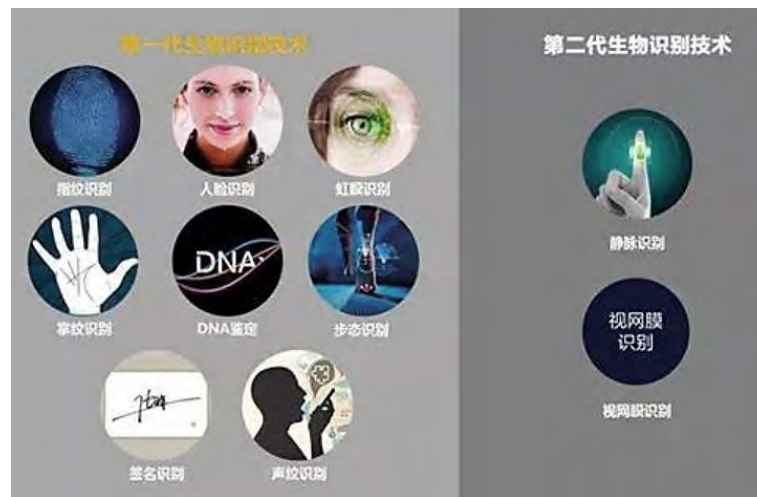 第一代生物识别技术
第二代生物识别技术
指纹识别
人脸识别
虹膜识别
掌纹识别
DNA
DNA鉴定
步态识别
签名识别
声纹识别
静脉识别
视网膜
识别
视网膜识别